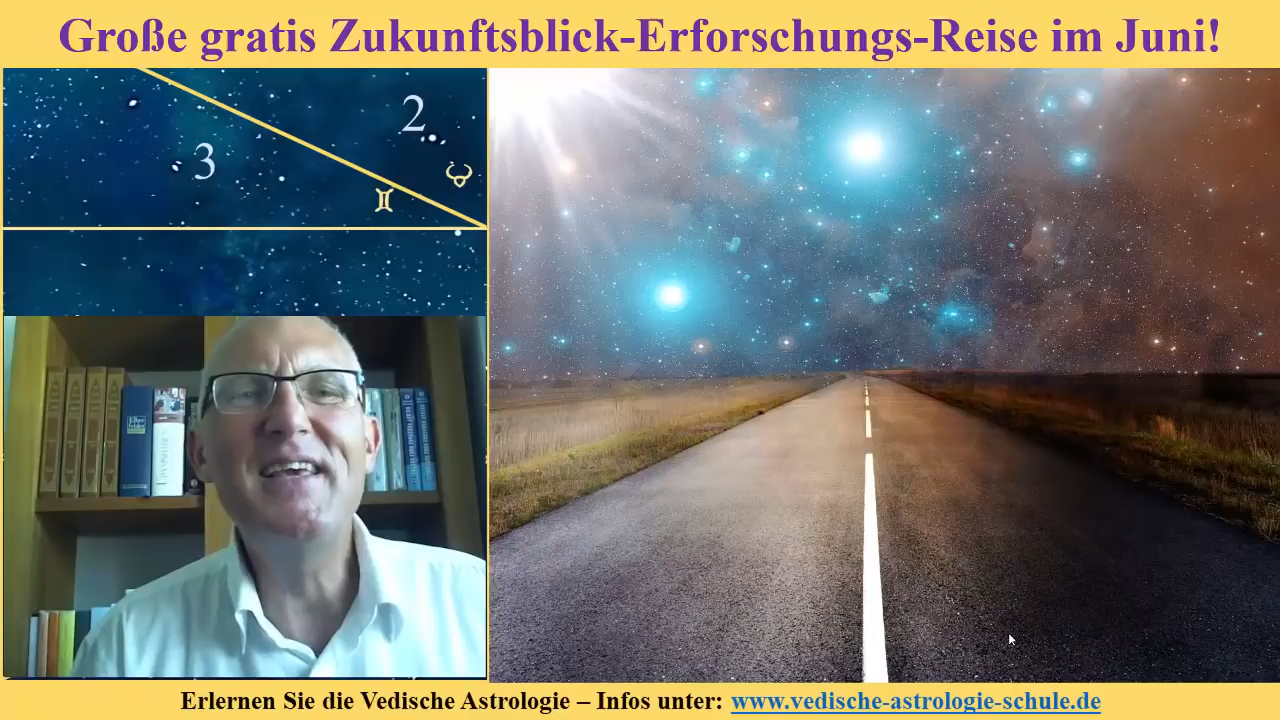 Große gratis Zukunftsblick-Erforschungs-Reise im Juni!
2
3
♊ ♉
UPANISHADEN
Erlernen Sie die Vedische Astrologie – Infos unter: www.vedische-astrologie-schule.de